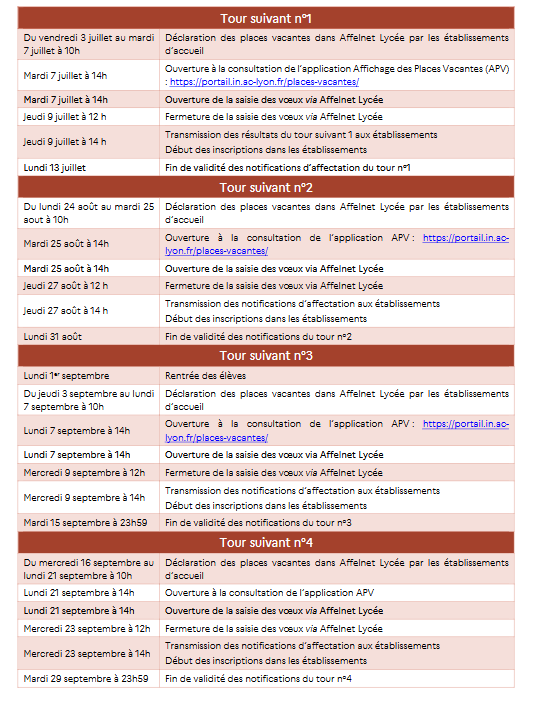 Tour suivant n°1
Du vendredi 3 juillet au mardi
7 juillet à 10h
Déclaration des places vacantes dans Affelnet Lycée par les établissements
d'accueil
Mardi 7 juillet à 14h
Ouverture à la consultation de l'application Affichage des Places Vacantes (APV)
: https://portail.in.ac-lyon.fr/places-vacantes/
Mardi 7 juillet à 14h
Ouverture de la saisie des vœux via Affelnet Lycée
Jeudi 9 juillet à 12 h
Fermeture de la saisie des vœux via Affelnet Lycée
Jeudi 9 juillet à 14 h
Transmission des résultats du tour suivant 1 aux établissements
Début des inscriptions dans les établissements
Lundi 13 juillet
Fin de validité des notifications d'affectation du tour n°1
Tour suivant n°2
Du lundi 24 août au mardi 25
aout à 10h
Déclaration des places vacantes dans Affelnet Lycée par les établissements
d'accueil
Mardi 25 août à 14h
Ouverture à la consultation de l'application APV : https://portail.in.ac-
lyon.fr/places-vacantes/
Mardi 25 août à 14h
Ouverture de la saisie des vœux via Affelnet Lycée
Jeudi 27 août à 12 h
Fermeture de la saisie des vœux via Affelnet Lycée
Jeudi 27 août à 14 h
Transmission des notifications d'affectation aux établissements
Début des inscriptions dans les établissements
Lundi 31 août
Fin de validité des notifications du tour n°2
Tour suivant n°3
Lundi 1er septembre
Rentrée des élèves
Du jeudi 3 septembre au lundi
7 septembre à 10h
Déclaration des places vacantes dans Affelnet Lycée par les établissements
d'accueil
Lundi 7 septembre à 14h
Ouverture à la consultation de l'application APV : https://portail.in.ac-
lyon.fr/places-vacantes/
Lundi 7 septembre à 14h
Ouverture de la saisie des vœux via Affelnet Lycée
Mercredi 9 septembre à 12h
Fermeture de la saisie des vœux via Affelnet Lycée
Mercredi 9 septembre à 14h
Transmission des notifications d'affectation aux établissements
Début des inscriptions dans les établissements
Mardi 15 septembre à 23h59
Fin de validité des notifications du tour n°3
Tour suivant n°4
Du mercredi 16 septembre au
lundi 21 septembre à 10h
Déclaration des places vacantes dans Affelnet Lycée par les établissements
d'accueil
Lundi 21 septembre à 14h
Ouverture à la consultation de l'application APV
Lundi 21 septembre à 14h
Ouverture de la saisie des vœux via Affelnet Lycée
Mercredi 23 septembre à 12h
Fermeture de la saisie des vœux via Affelnet Lycée
Mercredi 23 septembre à 14h
Transmission des notifications d'affectation aux établissements
Début des inscriptions dans les établissements
Mardi 29 septembre à 23h59
Fin de validité des notifications du tour n°4